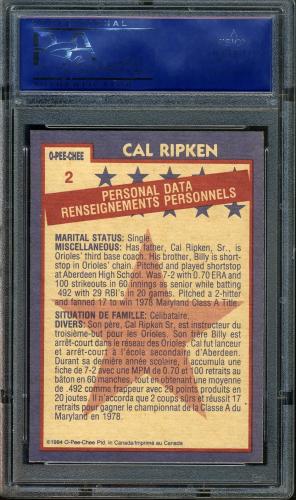 O-PEE-CHEE
CAL RIPKEN
2
PERSONAL DATA
RENSEIGNEMENTS PERSONNELS
MARITAL STATUS: Single.
MISCELLANEOUS: Has father, Cal Ripken, Sr., is
Orioles' third base coach. His brother, Billy is short-
stop in Orioles' chain. Pitched and played shortstop
at Aberdeen High School. Was 7-2 with 0.70 ERA and
100 strikeouts in 60 innings as senior while batting
.492 with 29 RBI's in 20 games. Pitched a 2-hitter
and fanned 17 to win 1978 Maryland Class A Title.
SITUATION DE FAMILLE: Célibataire.
DIVERS: Son père, Cal Ripken Sr, est instructeur du
troisième-but pour les Orioles. Son frère Billy est
arrêt-court dans le réseau des Orioles. Cal fut lanceur
et arrêt-court à l'école secondaire d'Aberdeen.
Durant sa dernière année scolaire, il accumula une
fiche de 7-2 avec un MPM de 0.70 et 100 retraits au
bâton en 60 manches, tout en obtenant une moyenne
de .492 comme frappeur avec 29 points produits en
20 joutes. Il n'accorda que 2 coups sûrs et réussit 17
retraits pour gagner le championnat de la Classe A du
Maryland en 1978.
©1984 O-Pee-Chee Ptd. in Canada/Imprimé au Canada